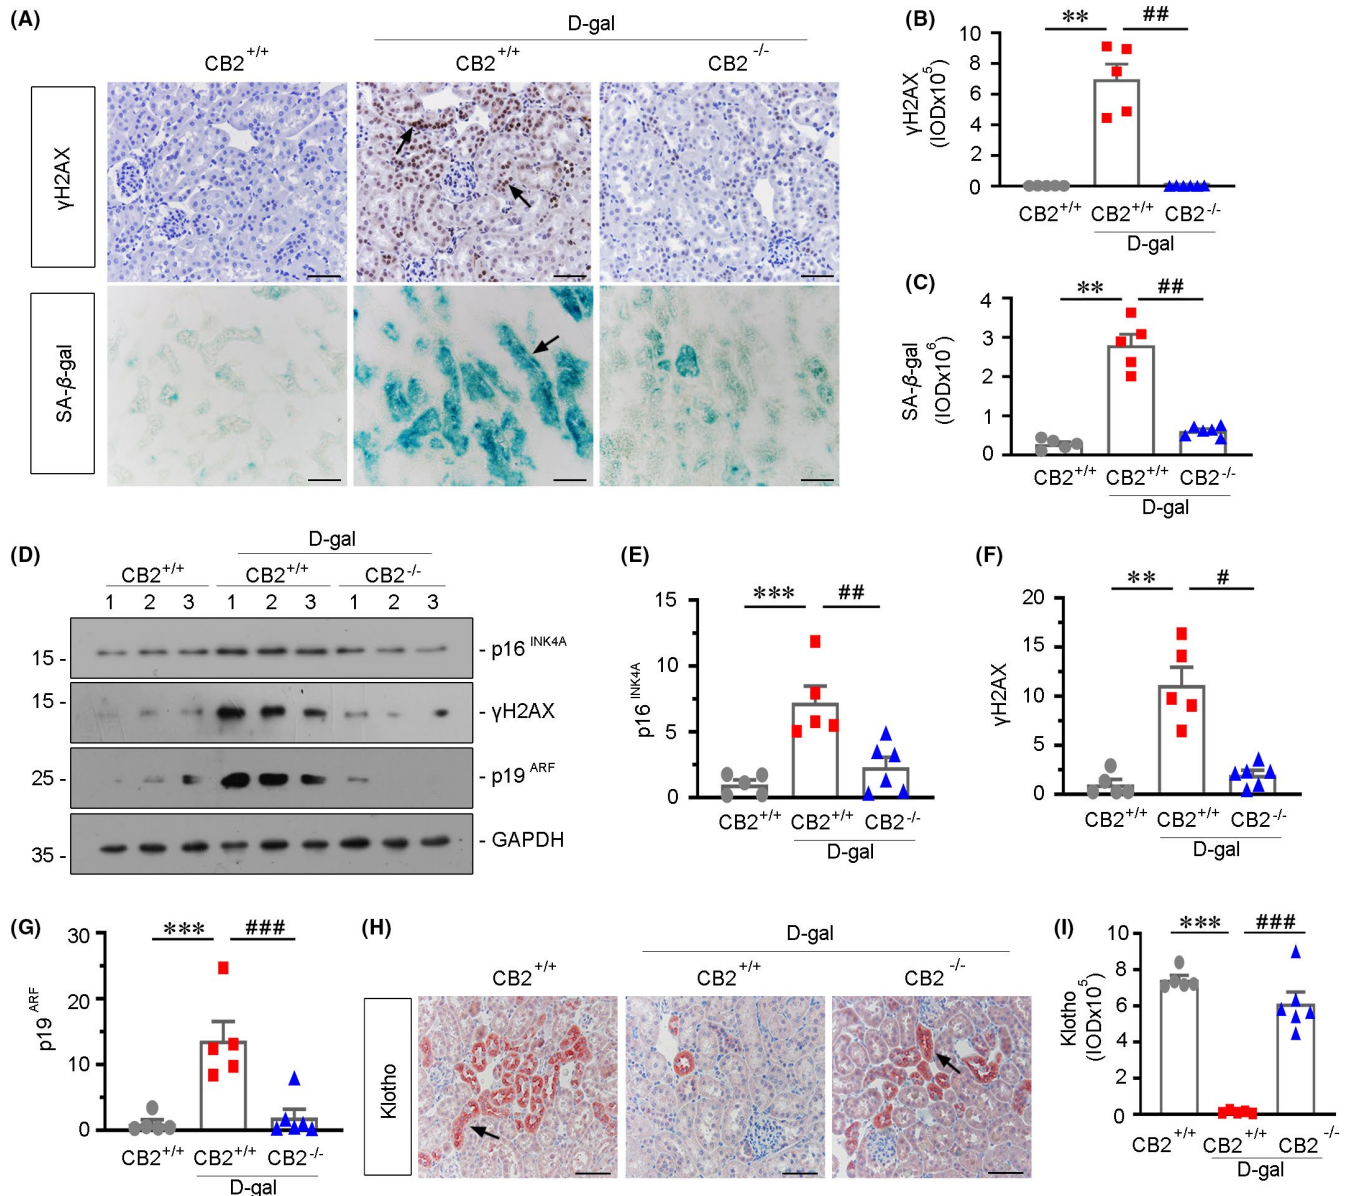 (A)
D-gal
CB2+/+ CB2+/+ CB2-/-
γH2AX
SA-β-gal
(B)
** ##
γH2AX
(IODx10^5)
10
8
6
4
2
0
CB2+/+ CB2+/+ CB2-/-
D-gal
(C)
** ##
SA-β-gal
(IODx10^6)
4
3
2
1
0
CB2+/+ CB2+/+ CB2-/-
D-gal
(D)
D-gal
CB2+/+ CB2+/+ CB2-/-
1 2 3 1 2 3 1 2 3
15 - - p16 INK4A
15 - - γH2AX
25 - - p19 ARF
35 - - GAPDH
(E)
*** ##
p16 INK4A
15
10
5
0
CB2+/+ CB2+/+ CB2-/-
D-gal
(F)
** #
γH2AX
20
15
10
5
0
CB2+/+ CB2+/+ CB2-/-
D-gal
(G)
*** ###
p19 ARF
30
20
10
0
CB2+/+ CB2+/+ CB2-/-
D-gal
(H)
D-gal
CB2+/+ CB2+/+ CB2-/-
Klotho
(I)
*** ###
Klotho
(IODx10^5)
10
8
6
4
2
0
CB2+/+ CB2+/+ CB2-/-
D-gal